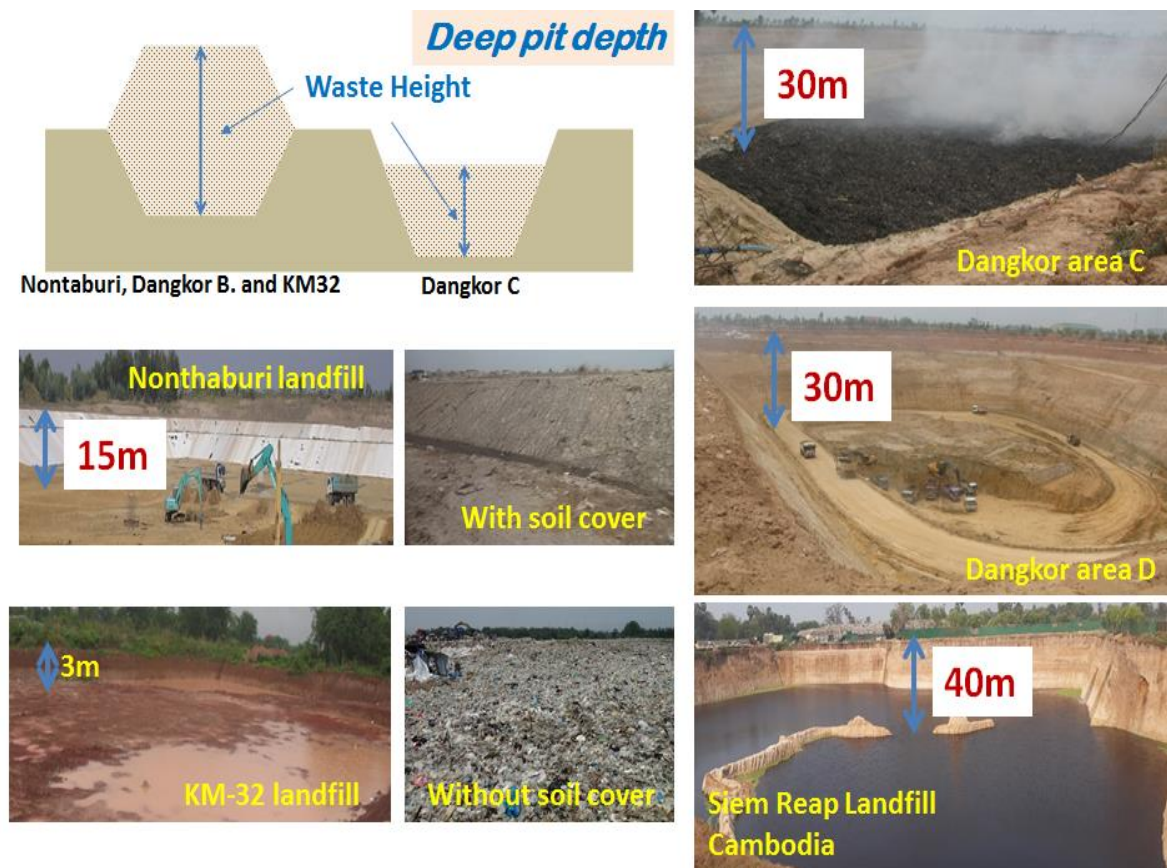 Deep pit depth
Waste Height
Nontaburi, Dangkor B. and KM32
Dangkor C
30m
Dangkor area C
Nonthaburi landfill
15m
With soil cover
30m
Dangkor area D
3m
KM-32 landfill
Without soil cover
40m
Siem Reap Landfill
Cambodia